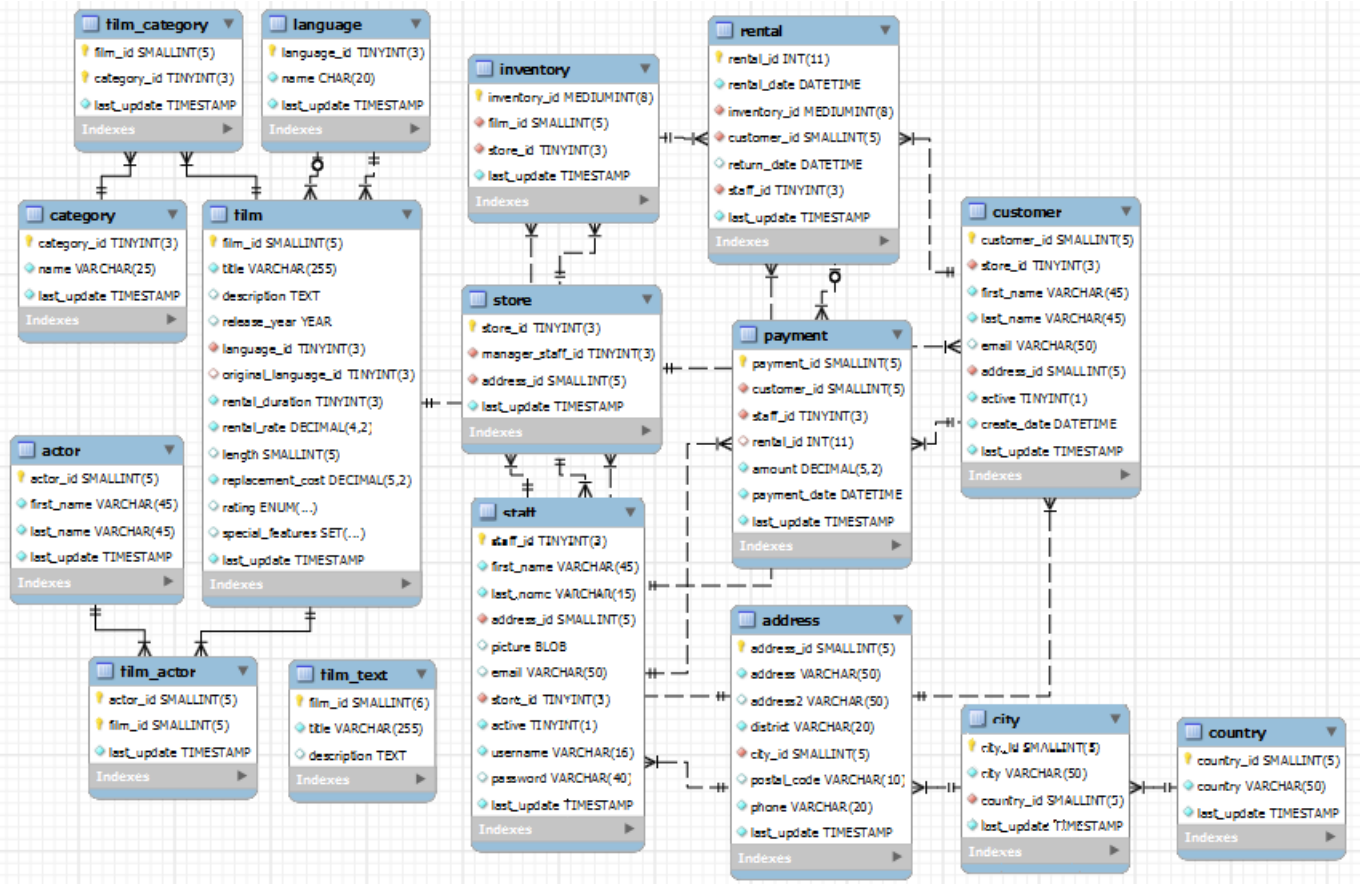 film_category
film_id SMALLINT(5)
category_id TINYINT(3)
last_update TIMESTAMP
Indexes
language
language_id TINYINT(3)
name CHAR(20)
last_update TIMESTAMP
Indexes
inventory
inventory_id MEDIUMINT(8)
film_id SMALLINT(5)
store_id TINYINT(3)
last_update TIMESTAMP
Indexes
rental
rental_id INT(11)
rental_date DATETIME
inventory_id MEDIUMINT(8)
customer_id SMALLINT(5)
return_date DATETIME
staff_id TINYINT(3)
last_update TIMESTAMP
Indexes
category
category_id TINYINT(3)
name VARCHAR(25)
last_update TIMESTAMP
Indexes
film
film_id SMALLINT(5)
title VARCHAR(255)
description TEXT
release_year YEAR
language_id TINYINT(3)
original_language_id TINYINT(3)
rental_duration TINYINT(3)
rental_rate DECIMAL(4,2)
length SMALLINT(5)
replacement_cost DECIMAL(5,2)
rating ENUM(...)
special_features SET(...)
last_update TIMESTAMP
Indexes
store
store_id TINYINT(3)
manager_staff_id TINYINT(3)
address_id SMALLINT(5)
last_update TIMESTAMP
Indexes
customer
customer_id SMALLINT(5)
store_id TINYINT(3)
first_name VARCHAR(45)
last_name VARCHAR(45)
email VARCHAR(50)
address_id SMALLINT(5)
active TINYINT(1)
create_date DATETIME
last_update TIMESTAMP
Indexes
payment
payment_id SMALLINT(5)
customer_id SMALLINT(5)
staff_id TINYINT(3)
rental_id INT(11)
amount DECIMAL(5,2)
payment_date DATETIME
last_update TIMESTAMP
Indexes
actor
actor_id SMALLINT(5)
first_name VARCHAR(45)
last_name VARCHAR(45)
last_update TIMESTAMP
Indexes
staff
staff_id TINYINT(3)
first_name VARCHAR(45)
last_name VARCHAR(15)
address_id SMALLINT(5)
picture BLOB
email VARCHAR(50)
store_id TINYINT(3)
active TINYINT(1)
username VARCHAR(16)
password VARCHAR(40)
last_update TIMESTAMP
Indexes
film_actor
actor_id SMALLINT(5)
film_id SMALLINT(5)
last_update TIMESTAMP
Indexes
film_text
film_id SMALLINT(6)
title VARCHAR(255)
description TEXT
Indexes
address
address_id SMALLINT(5)
address VARCHAR(50)
address2 VARCHAR(50)
district VARCHAR(20)
city_id SMALLINT(5)
postal_code VARCHAR(10)
phone VARCHAR(20)
last_update TIMESTAMP
Indexes
city
city_id SMALLINT(5)
city VARCHAR(50)
country_id SMALLINT(5)
last_update TIMESTAMP
Indexes
country
country_id SMALLINT(5)
country VARCHAR(50)
last_update TIMESTAMP
Indexes